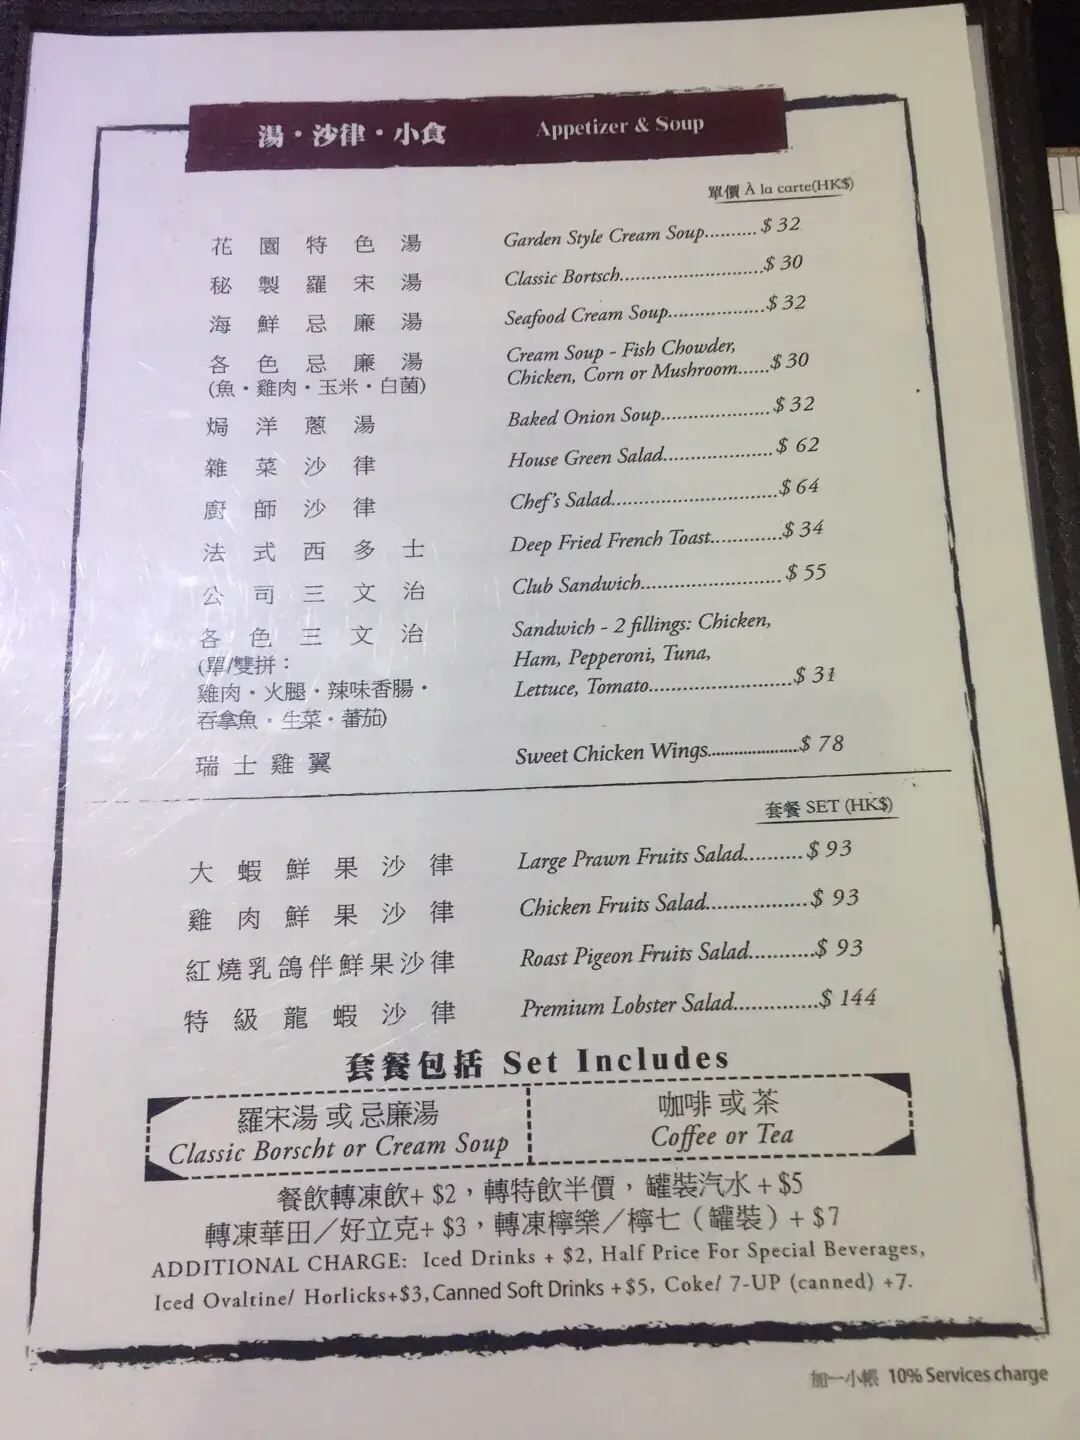 湯·沙律·小食 Appetizer & Soup
單價 À la carte(HK$)
花園特色湯 Garden Style Cream Soup.......... $ 32
秘製羅宋湯 Classic Bortsch............................ $ 30
海鮮忌廉湯 Seafood Cream Soup................... $ 32
各色忌廉湯 Cream Soup - Fish Chowder,
(魚·雞肉·玉米·白菌) Chicken, Corn or Mushroom...... $ 30
焗洋蔥湯 Baked Onion Soup...................... $ 32
雜菜沙律 House Green Salad...................... $ 62
廚師沙律 Chef's Salad................................. $ 64
法式西多士 Deep Fried French Toast............. $ 34
公司三文治 Club Sandwich............................ $ 55
各色三文治 Sandwich - 2 fillings: Chicken,
(單/雙拼： Ham, Pepperoni, Tuna,
雞肉·火腿·辣味香腸· Lettuce, Tomato............................ $ 31
吞拿魚·生菜·蕃茄)
瑞士雞翼 Sweet Chicken Wings...................... $ 78
套餐 SET (HK$)
大蝦鮮果沙律 Large Prawn Fruits Salad.......... $ 93
雞肉鮮果沙律 Chicken Fruits Salad.................. $ 93
紅燒乳鴿伴鮮果沙律 Roast Pigeon Fruits Salad........... $ 93
特級龍蝦沙律 Premium Lobster Salad.............. $ 144
套餐包括 Set Includes
羅宋湯 或 忌廉湯
Classic Borscht or Cream Soup
咖啡 或 茶
Coffee or Tea
餐飲轉凍飲+ $2，轉特飲半價，罐裝汽水 + $5
轉凍華田／好立克+ $3，轉凍檸樂／檸七（罐裝）+ $7
ADDITIONAL CHARGE: Iced Drinks + $2, Half Price For Special Beverages,
Iced Ovaltine/ Horlicks+$3, Canned Soft Drinks +$5, Coke/ 7-UP (canned) +7.
加一小帳 10% Services charge